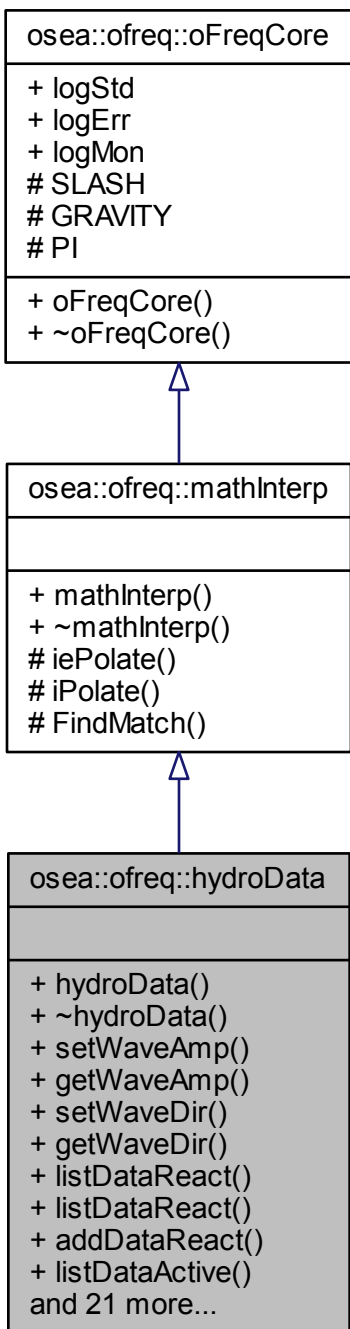 osea::ofreq::oFreqCore
+ logStd
+ logErr
+ logMon
# SLASH
# GRAVITY
# PI
+ oFreqCore()
+ ~oFreqCore()
osea::ofreq::mathInterp
+ mathInterp()
+ ~mathInterp()
# iePolate()
# iPolate()
# FindMatch()
osea::ofreq::hydroData
+ hydroData()
+ ~hydroData()
+ setWaveAmp()
+ getWaveAmp()
+ setWaveDir()
+ getWaveDir()
+ listDataReact()
+ listDataReact()
+ addDataReact()
+ listDataActive()
and 21 more...